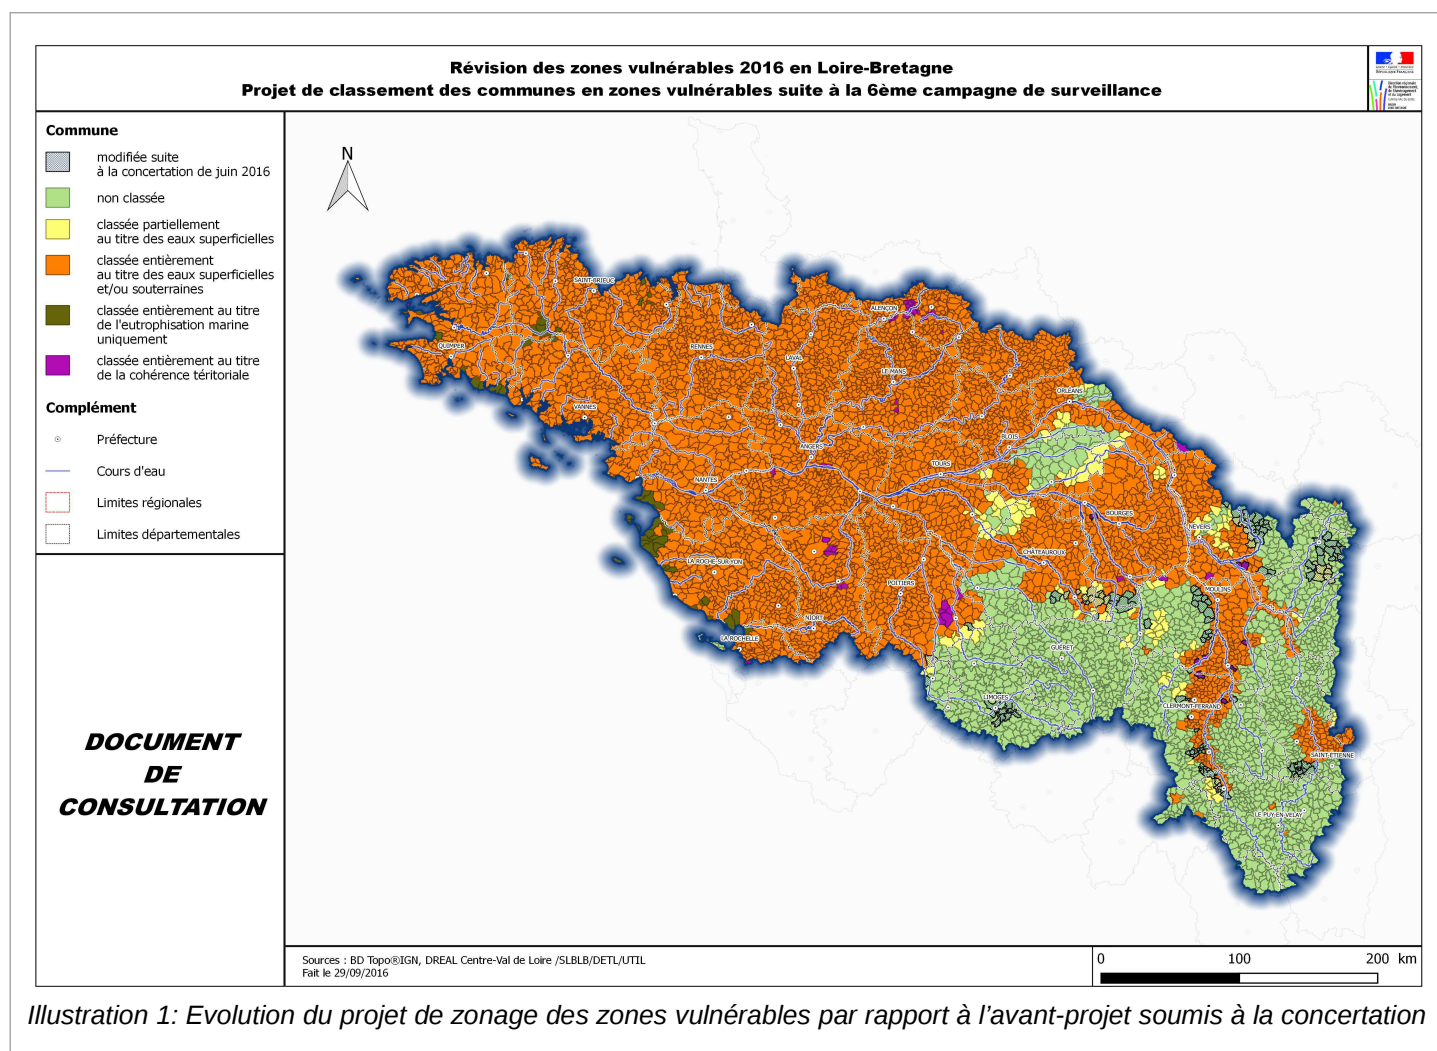 Révision des zones vulnérables 2016 en Loire-Bretagne
Projet de classement des communes en zones vulnérables suite à la 6ème campagne de surveillance
RÉPUBLIQUE FRANÇAISE
Commune
modifiée suite
à la concertation de juin 2016
non classée
classée partiellement
au titre des eaux superficielles
classée entièrement
au titre des eaux superficielles
et/ou souterraines
classée entièrement au titre
de l'eutrophisation marine
uniquement
classée entièrement au titre
de la cohérence téritoriale
Complément
Préfecture
Cours d'eau
Limites régionales
Limites départementales
DOCUMENT
DE
CONSULTATION
N
SAINT-BRIEUC
ALENÇON
QUIMPER
RENNES
LAVAL
LE MANS
ORLÉANS
VANNES
BLOIS
ANGERS
TOURS
NANTES
BOURGES
NEVERS
CHÂTEAUROUX
LA ROCHE-SUR-YON
POITIERS
MOULINS
NIORT
LA ROCHELLE
GUÉRET
LIMOGES
CLERMONT-FERRAND
SAINT-ÉTIENNE
LE PUY-EN-VELAY
Sources : BD Topo®IGN, DREAL Centre-Val de Loire /SLBLB/DETL/UTIL
Fait le 29/09/2016
0 100 200 km
Illustration 1: Evolution du projet de zonage des zones vulnérables par rapport à l’avant-projet soumis à la concertation